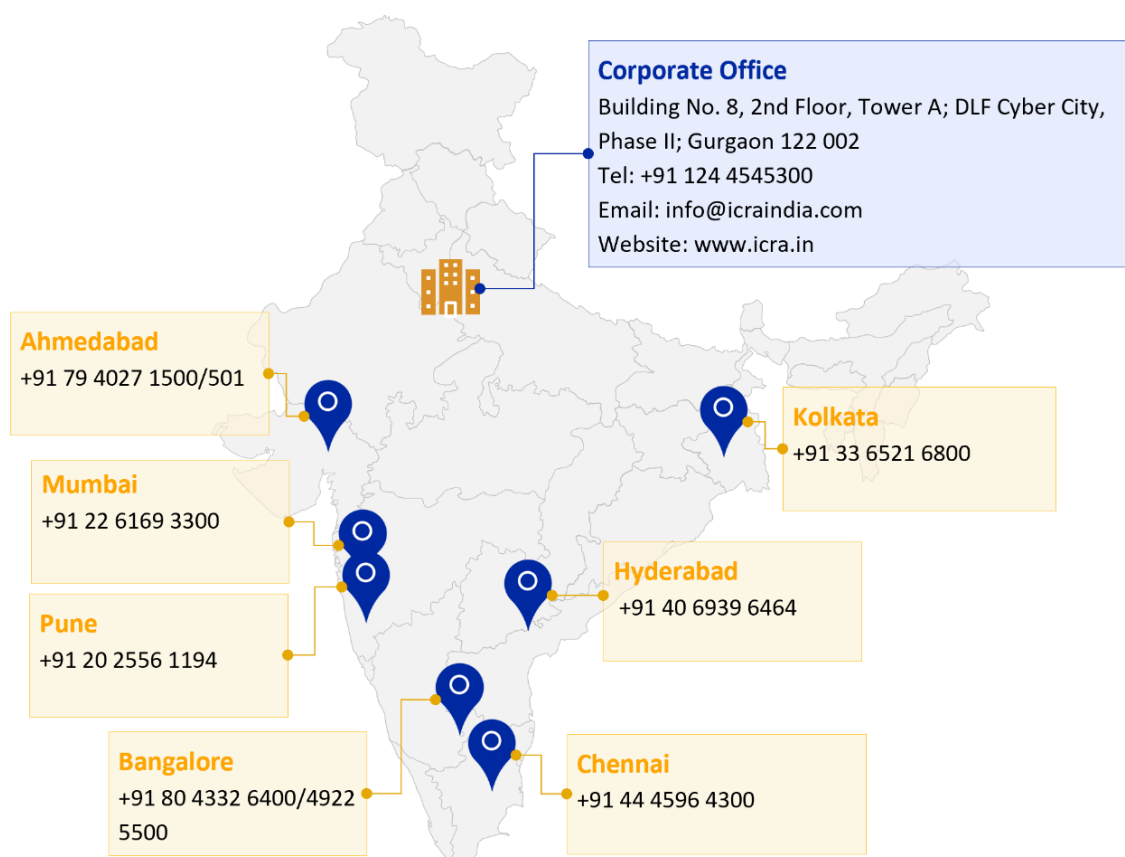 Corporate Office
Building No. 8, 2nd Floor, Tower A; DLF Cyber City,
Phase II; Gurgaon 122 002
Tel: +91 124 4545300
Email: info@icraindia.com
Website: www.icra.in
Ahmedabad
+91 79 4027 1500/501
Kolkata
+91 33 6521 6800
Mumbai
+91 22 6169 3300
Hyderabad
+91 40 6939 6464
Pune
+91 20 2556 1194
Bangalore
+91 80 4332 6400/4922
5500
Chennai
+91 44 4596 4300